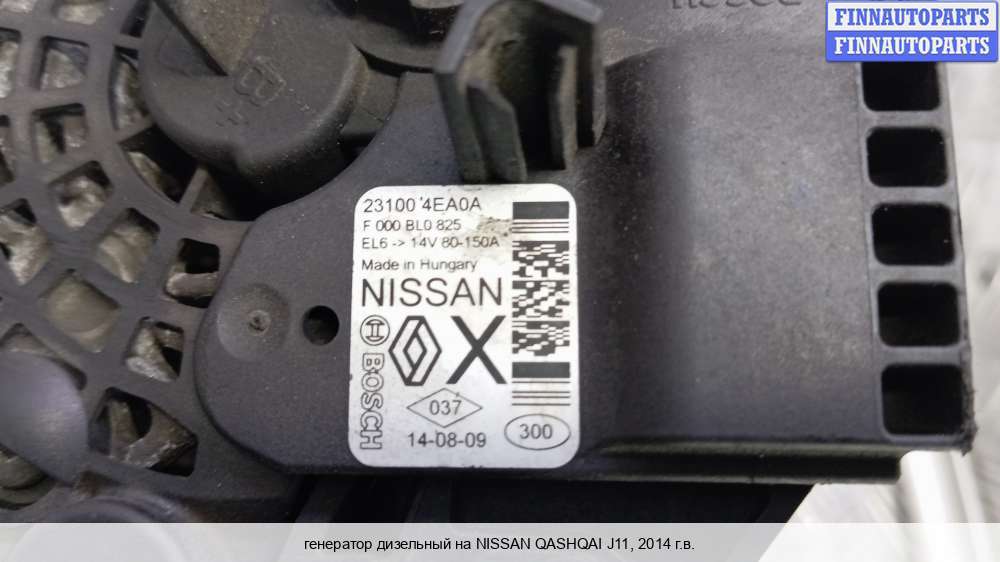 FINNAUTOPARTS
FINNAUTOPARTS
B+
23100 4EA0A
F 000 BL0 825
EL6 -> 14V 80-150A
Made in Hungary
NISSAN
X
BOSCH
037
14-08-09
300
генератор дизельный на NISSAN QASHQAI J11, 2014 г.в.